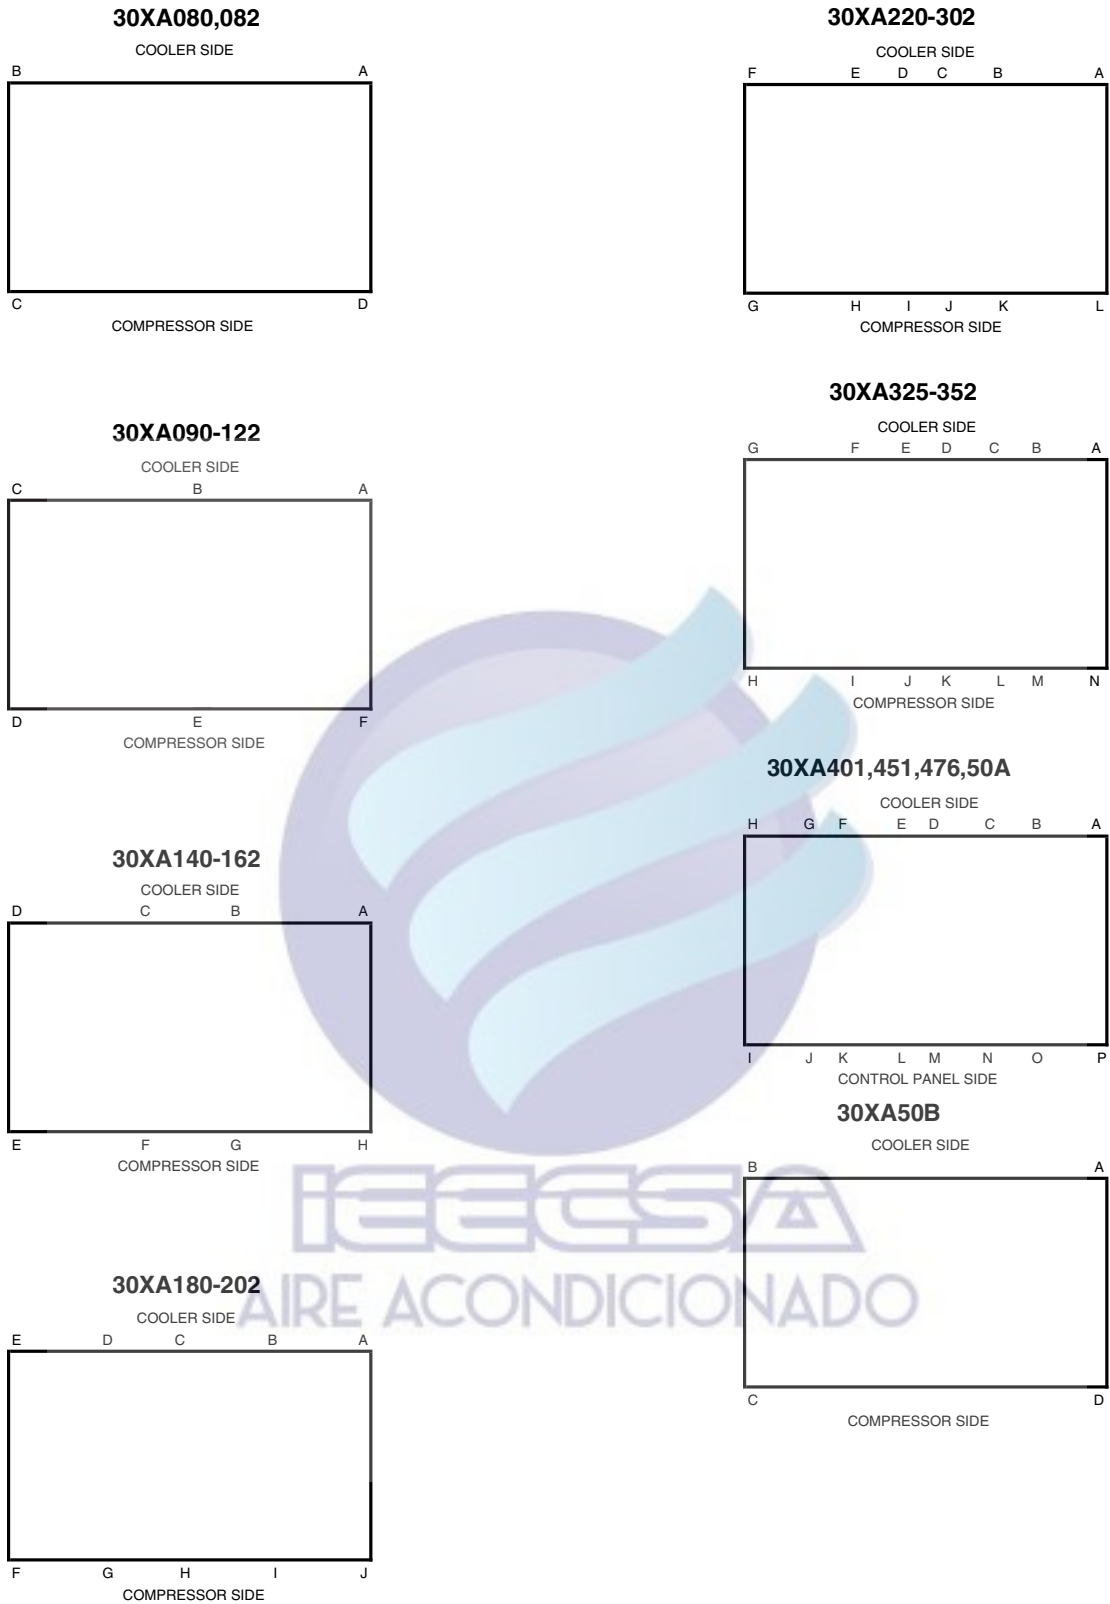 30XA080,082
COOLER SIDE
B A
C D
COMPRESSOR SIDE
30XA090-122
COOLER SIDE
C B A
D E F
COMPRESSOR SIDE
30XA140-162
COOLER SIDE
D C B A
E F G H
COMPRESSOR SIDE
30XA180-202
COOLER SIDE
E D C B A
F G H I J
COMPRESSOR SIDE
30XA220-302
COOLER SIDE
F E D C B A
G H I J K L
COMPRESSOR SIDE
30XA325-352
COOLER SIDE
G F E D C B A
H I J K L M N
COMPRESSOR SIDE
30XA401,451,476,50A
COOLER SIDE
H G F E D C B A
I J K L M N O P
CONTROL PANEL SIDE
30XA50B
COOLER SIDE
B A
C D
COMPRESSOR SIDE
iEECSA
AIRE ACONDICIONADO